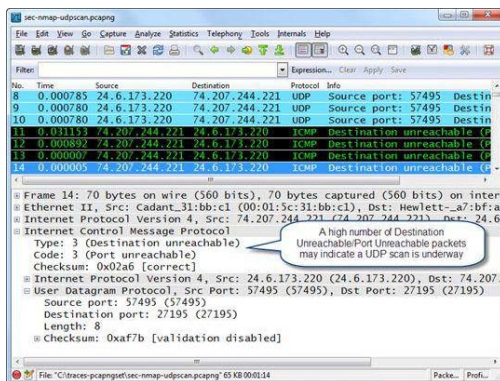 sec-nmap-udpscan.pcapng
File Edit View Go Capture Analyze Statistics Telephony Tools Internals Help
Filter: Expression... Clear Apply Save
No. Time Source Destination Protocol Info
8 0.000785 24.6.173.220 74.207.244.221 UDP Source port: 57495 Destin
9 0.000780 24.6.173.220 74.207.244.221 UDP Source port: 57495 Destin
10 0.000780 24.6.173.220 74.207.244.221 UDP Source port: 57495 Destin
11 0.031153 74.207.244.221 24.6.173.220 ICMP Destination unreachable (P
12 0.000892 74.207.244.221 24.6.173.220 ICMP Destination unreachable (P
13 0.000007 74.207.244.221 24.6.173.220 ICMP Destination unreachable (P
14 0.000005 74.207.244.221 24.6.173.220 ICMP Destination unreachable (P
Frame 14: 70 bytes on wire (560 bits), 70 bytes captured (560 bits) on inter
Ethernet II, Src: Cadant_31:bb:c1 (00:01:5c:31:bb:c1), Dst: Hewlett-_a7:bf:a
Internet Protocol Version 4, Src: 74.207.244.221 (74.207.244.221), Dst: 24.6
Internet Control Message Protocol
Type: 3 (Destination unreachable)
Code: 3 (Port unreachable)
Checksum: 0x02a6 [correct]
A high number of Destination
Unreachable/Port Unreachable packets
may indicate a UDP scan is underway
Internet Protocol Version 4, Src: 24.6.173.220 (24.6.173.220), Dst: 74.207.
User Datagram Protocol, Src Port: 57495 (57495), Dst Port: 27195 (27195)
Source port: 57495 (57495)
Destination port: 27195 (27195)
Length: 8
Checksum: 0xaf7b [validation disabled]
File: "C:\traces-pcapngset\sec-nmap-udpscan.pcapng" 65 KB 00:01:14 Packe... Profi...